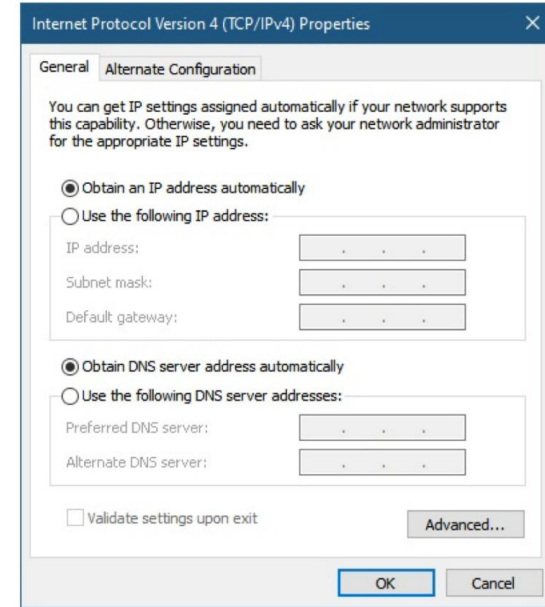 Internet Protocol Version 4 (TCP/IPv4) Properties
General
Alternate Configuration
You can get IP settings assigned automatically if your network supports
this capability. Otherwise, you need to ask your network administrator
for the appropriate IP settings.
Obtain an IP address automatically
Use the following IP address:
IP address:
Subnet mask:
Default gateway:
Obtain DNS server address automatically
Use the following DNS server addresses:
Preferred DNS server:
Alternate DNS server:
Validate settings upon exit
Advanced...
OK
Cancel